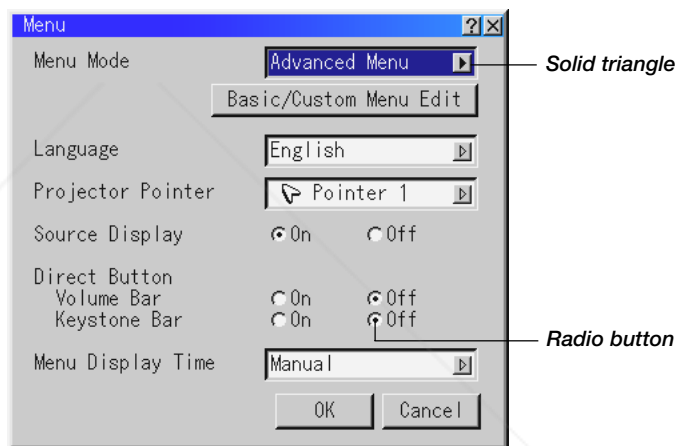 Menu ? ×
Menu Mode Advanced Menu Solid triangle
Basic/Custom Menu Edit
Language English
Projector Pointer Pointer 1
Source Display On Off
Direct Button
Volume Bar On Off
Keystone Bar On Off
Radio button
Menu Display Time Manual
OK Cancel